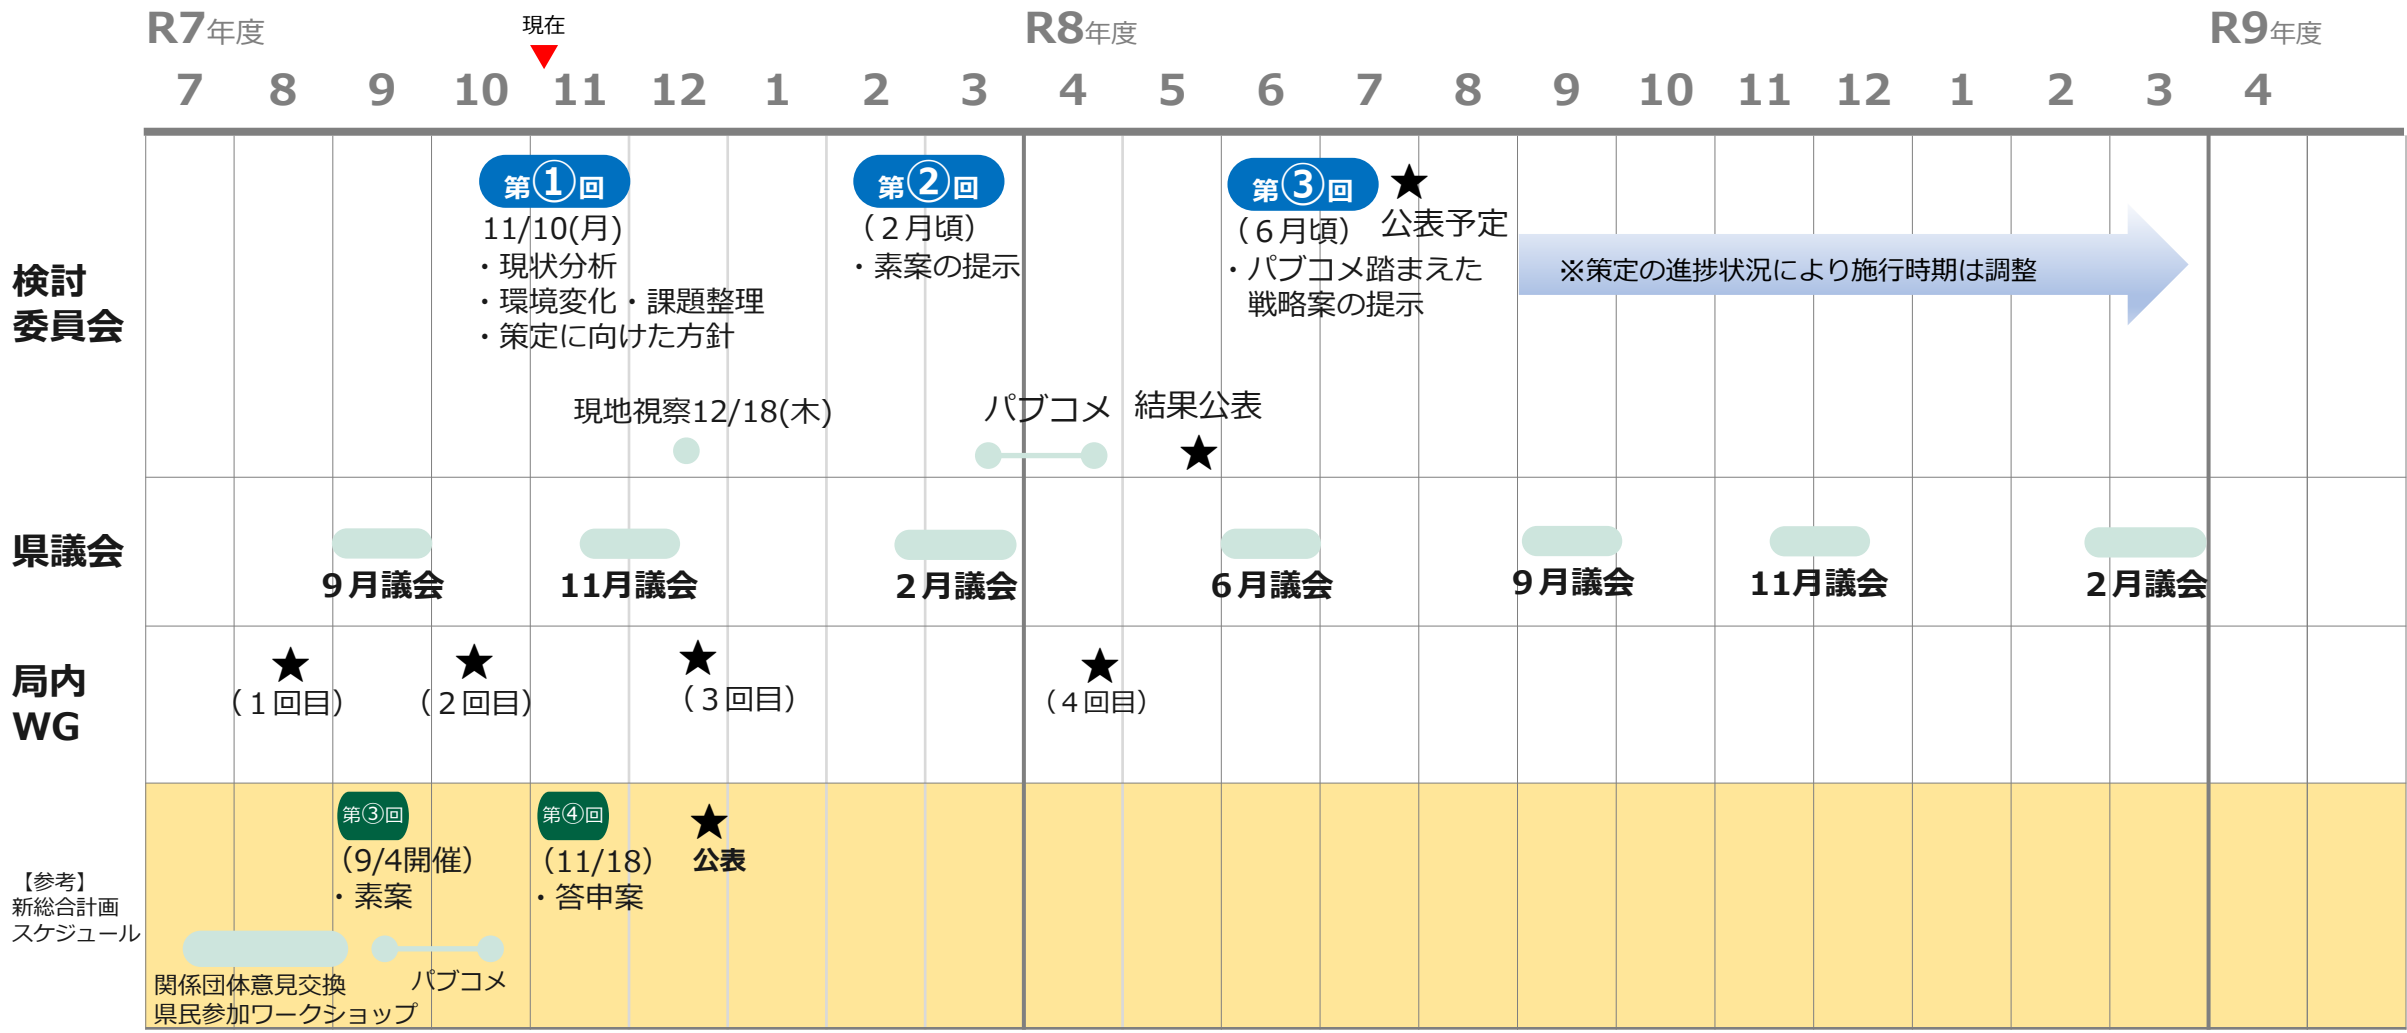 R7年度
現在
R8年度
R9年度
7 8 9 10 11 12 1 2 3 4 5 6 7 8 9 10 11 12 1 2 3 4
検討
委員会
第①回
11/10(月)
・現状分析
・環境変化・課題整理
・策定に向けた方針
第②回
（２月頃）
・素案の提示
第③回
（６月頃）
・パブコメ踏まえた
戦略案の提示
★
公表予定
※策定の進捗状況により施行時期は調整
現地視察12/18(木)
パブコメ
結果公表
★
県議会
９月議会
11月議会
２月議会
６月議会
９月議会
11月議会
２月議会
局内
WG
★
（１回目）
★
（２回目）
★
（３回目）
★
（４回目）
【参考】
新総合計画
スケジュール
第③回
（9/4開催）
・素案
第④回
（11/18）
・答申案
★
公表
関係団体意見交換
県民参加ワークショップ
パブコメ